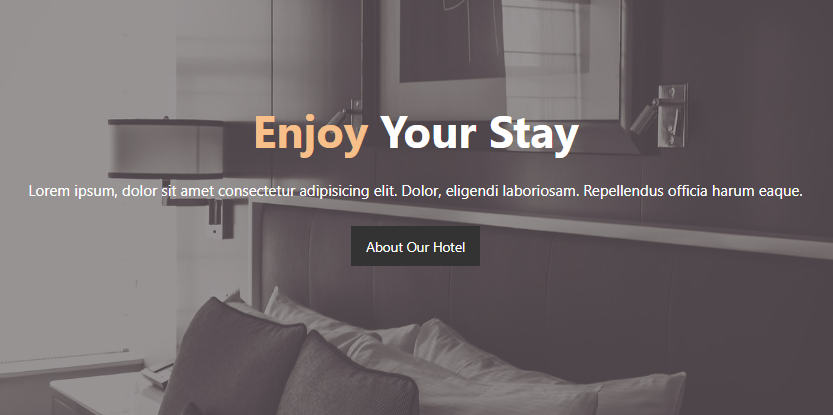 Enjoy Your Stay
Lorem ipsum, dolor sit amet consectetur adipisicing elit. Dolor, eligendi laboriosam. Repellendus officia harum eaque.
About Our Hotel